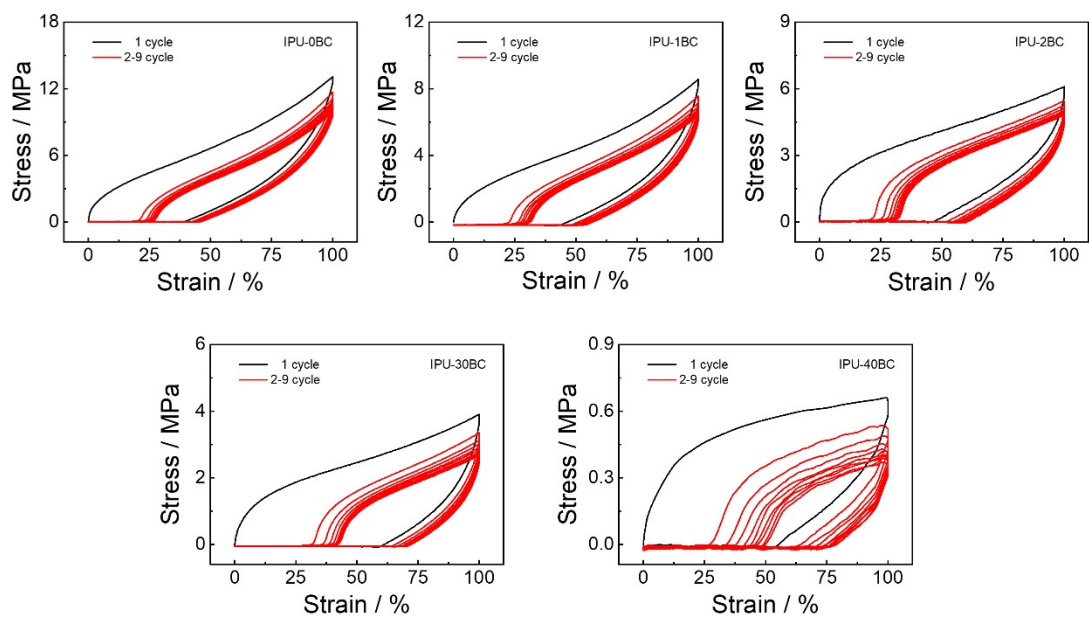 18
12
6
0
Stress / MPa
1 cycle
2-9 cycle
IPU-0BC
0 25 50 75 100
Strain / %
12
8
4
0
Stress / MPa
1 cycle
2-9 cycle
IPU-1BC
0 25 50 75 100
Strain / %
9
6
3
0
Stress / MPa
1 cycle
2-9 cycle
IPU-2BC
0 25 50 75 100
Strain / %
6
4
2
0
Stress / MPa
1 cycle
2-9 cycle
IPU-30BC
0 25 50 75 100
Strain / %
0.9
0.6
0.3
0.0
Stress / MPa
1 cycle
2-9 cycle
IPU-40BC
0 25 50 75 100
Strain / %